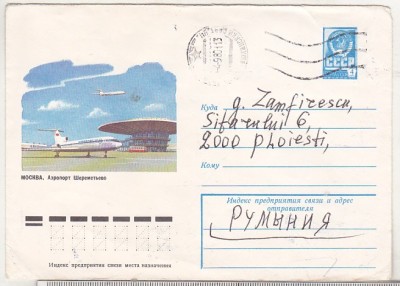 СССР
4
Куда
g. Zamfirescu,
Sifarului 6,
2000 Ploiesti,
Кому
МОСКВА. Аэропорт Шереметьево
Индекс предприятия связи и адрес
отправителя
РУМЫНИЯ
Индекс предприятия связи места назначения